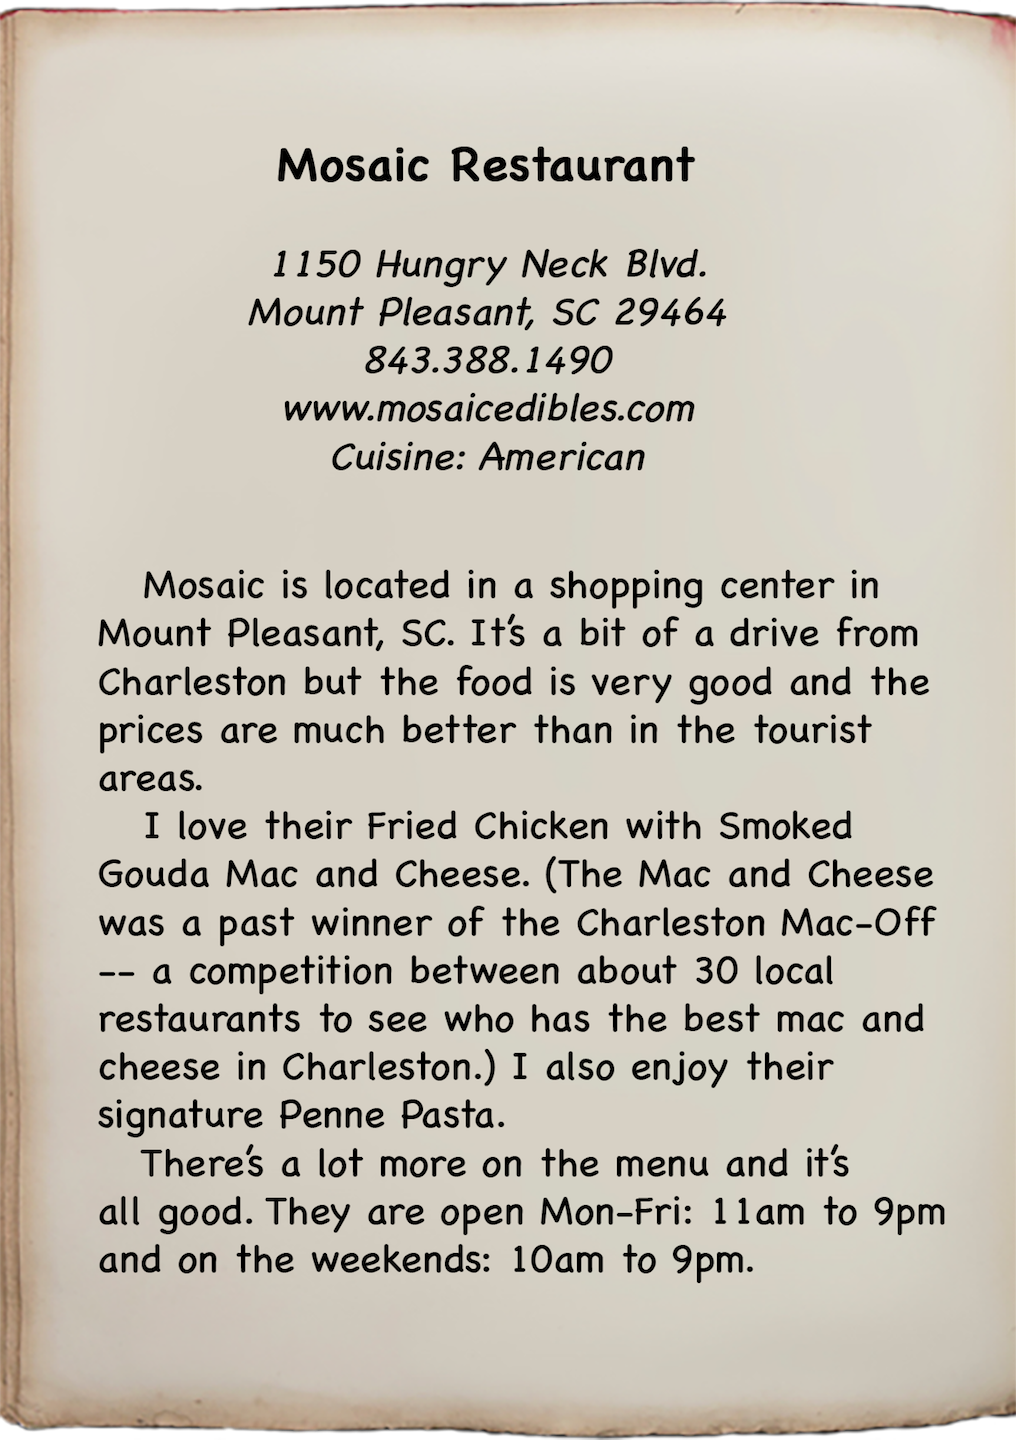 Mosaic Restaurant
1150 Hungry Neck Blvd.
Mount Pleasant, SC 29464
843.388.1490
www.mosaicedibles.com
Cuisine: American
Mosaic is located in a shopping center in
Mount Pleasant, SC. It's a bit of a drive from
Charleston but the food is very good and the
prices are much better than in the tourist
areas.
I love their Fried Chicken with Smoked
Gouda Mac and Cheese. (The Mac and Cheese
was a past winner of the Charleston Mac-Off
-- a competition between about 30 local
restaurants to see who has the best mac and
cheese in Charleston.) I also enjoy their
signature Penne Pasta.
There's a lot more on the menu and it's
all good. They are open Mon-Fri: 11am to 9pm
and on the weekends: 10am to 9pm.